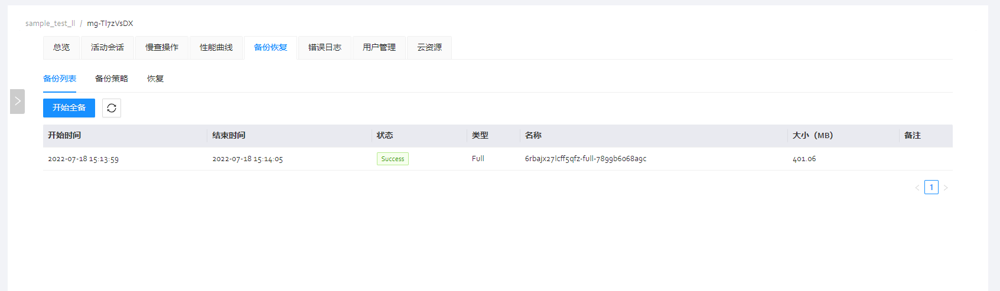 sample_test_ll / mg-Tl7zVsDX
总览 活动会话 慢查操作 性能曲线 备份恢复 错误日志 用户管理 云资源
备份列表 备份策略 恢复
开始全备
开始时间 结束时间 状态 类型 名称 大小（MB） 备注
2022-07-18 15:13:59 2022-07-18 15:14:05 Success Full 6rbajx27lcff5qfz-full-7899b6068a9c 401.06
1